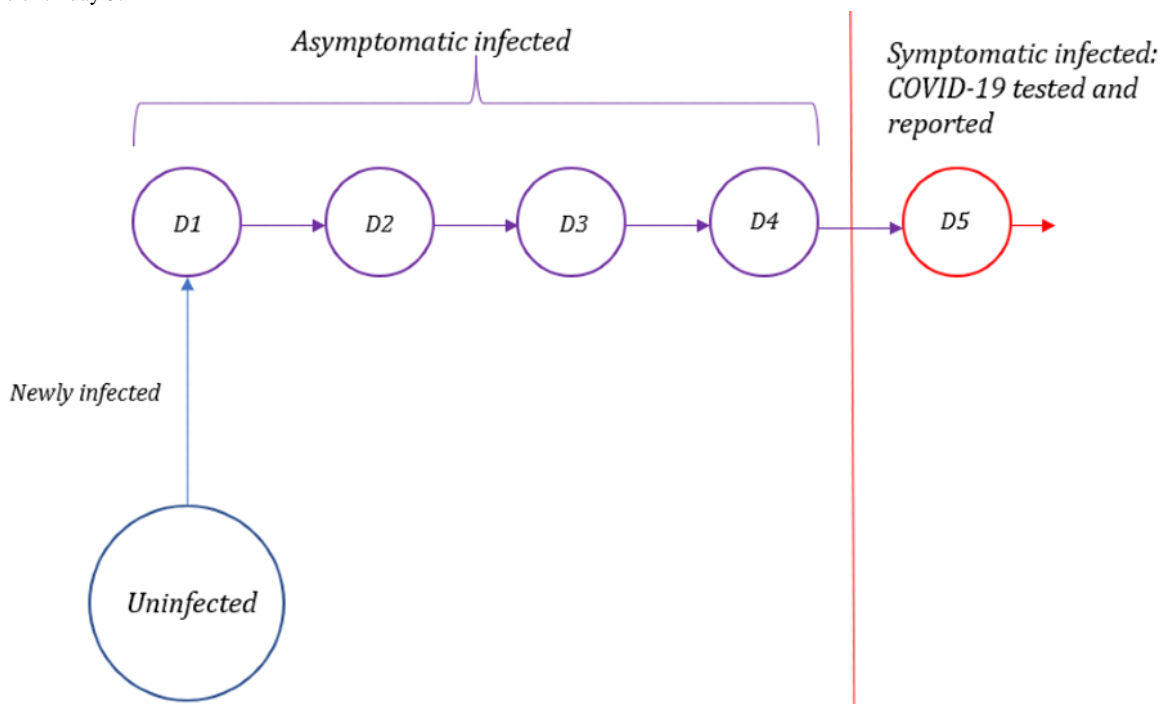 Asymptomatic infected
Symptomatic infected:
COVID-19 tested and
reported
D1
D2
D3
D4
D5
Newly infected
Uninfected